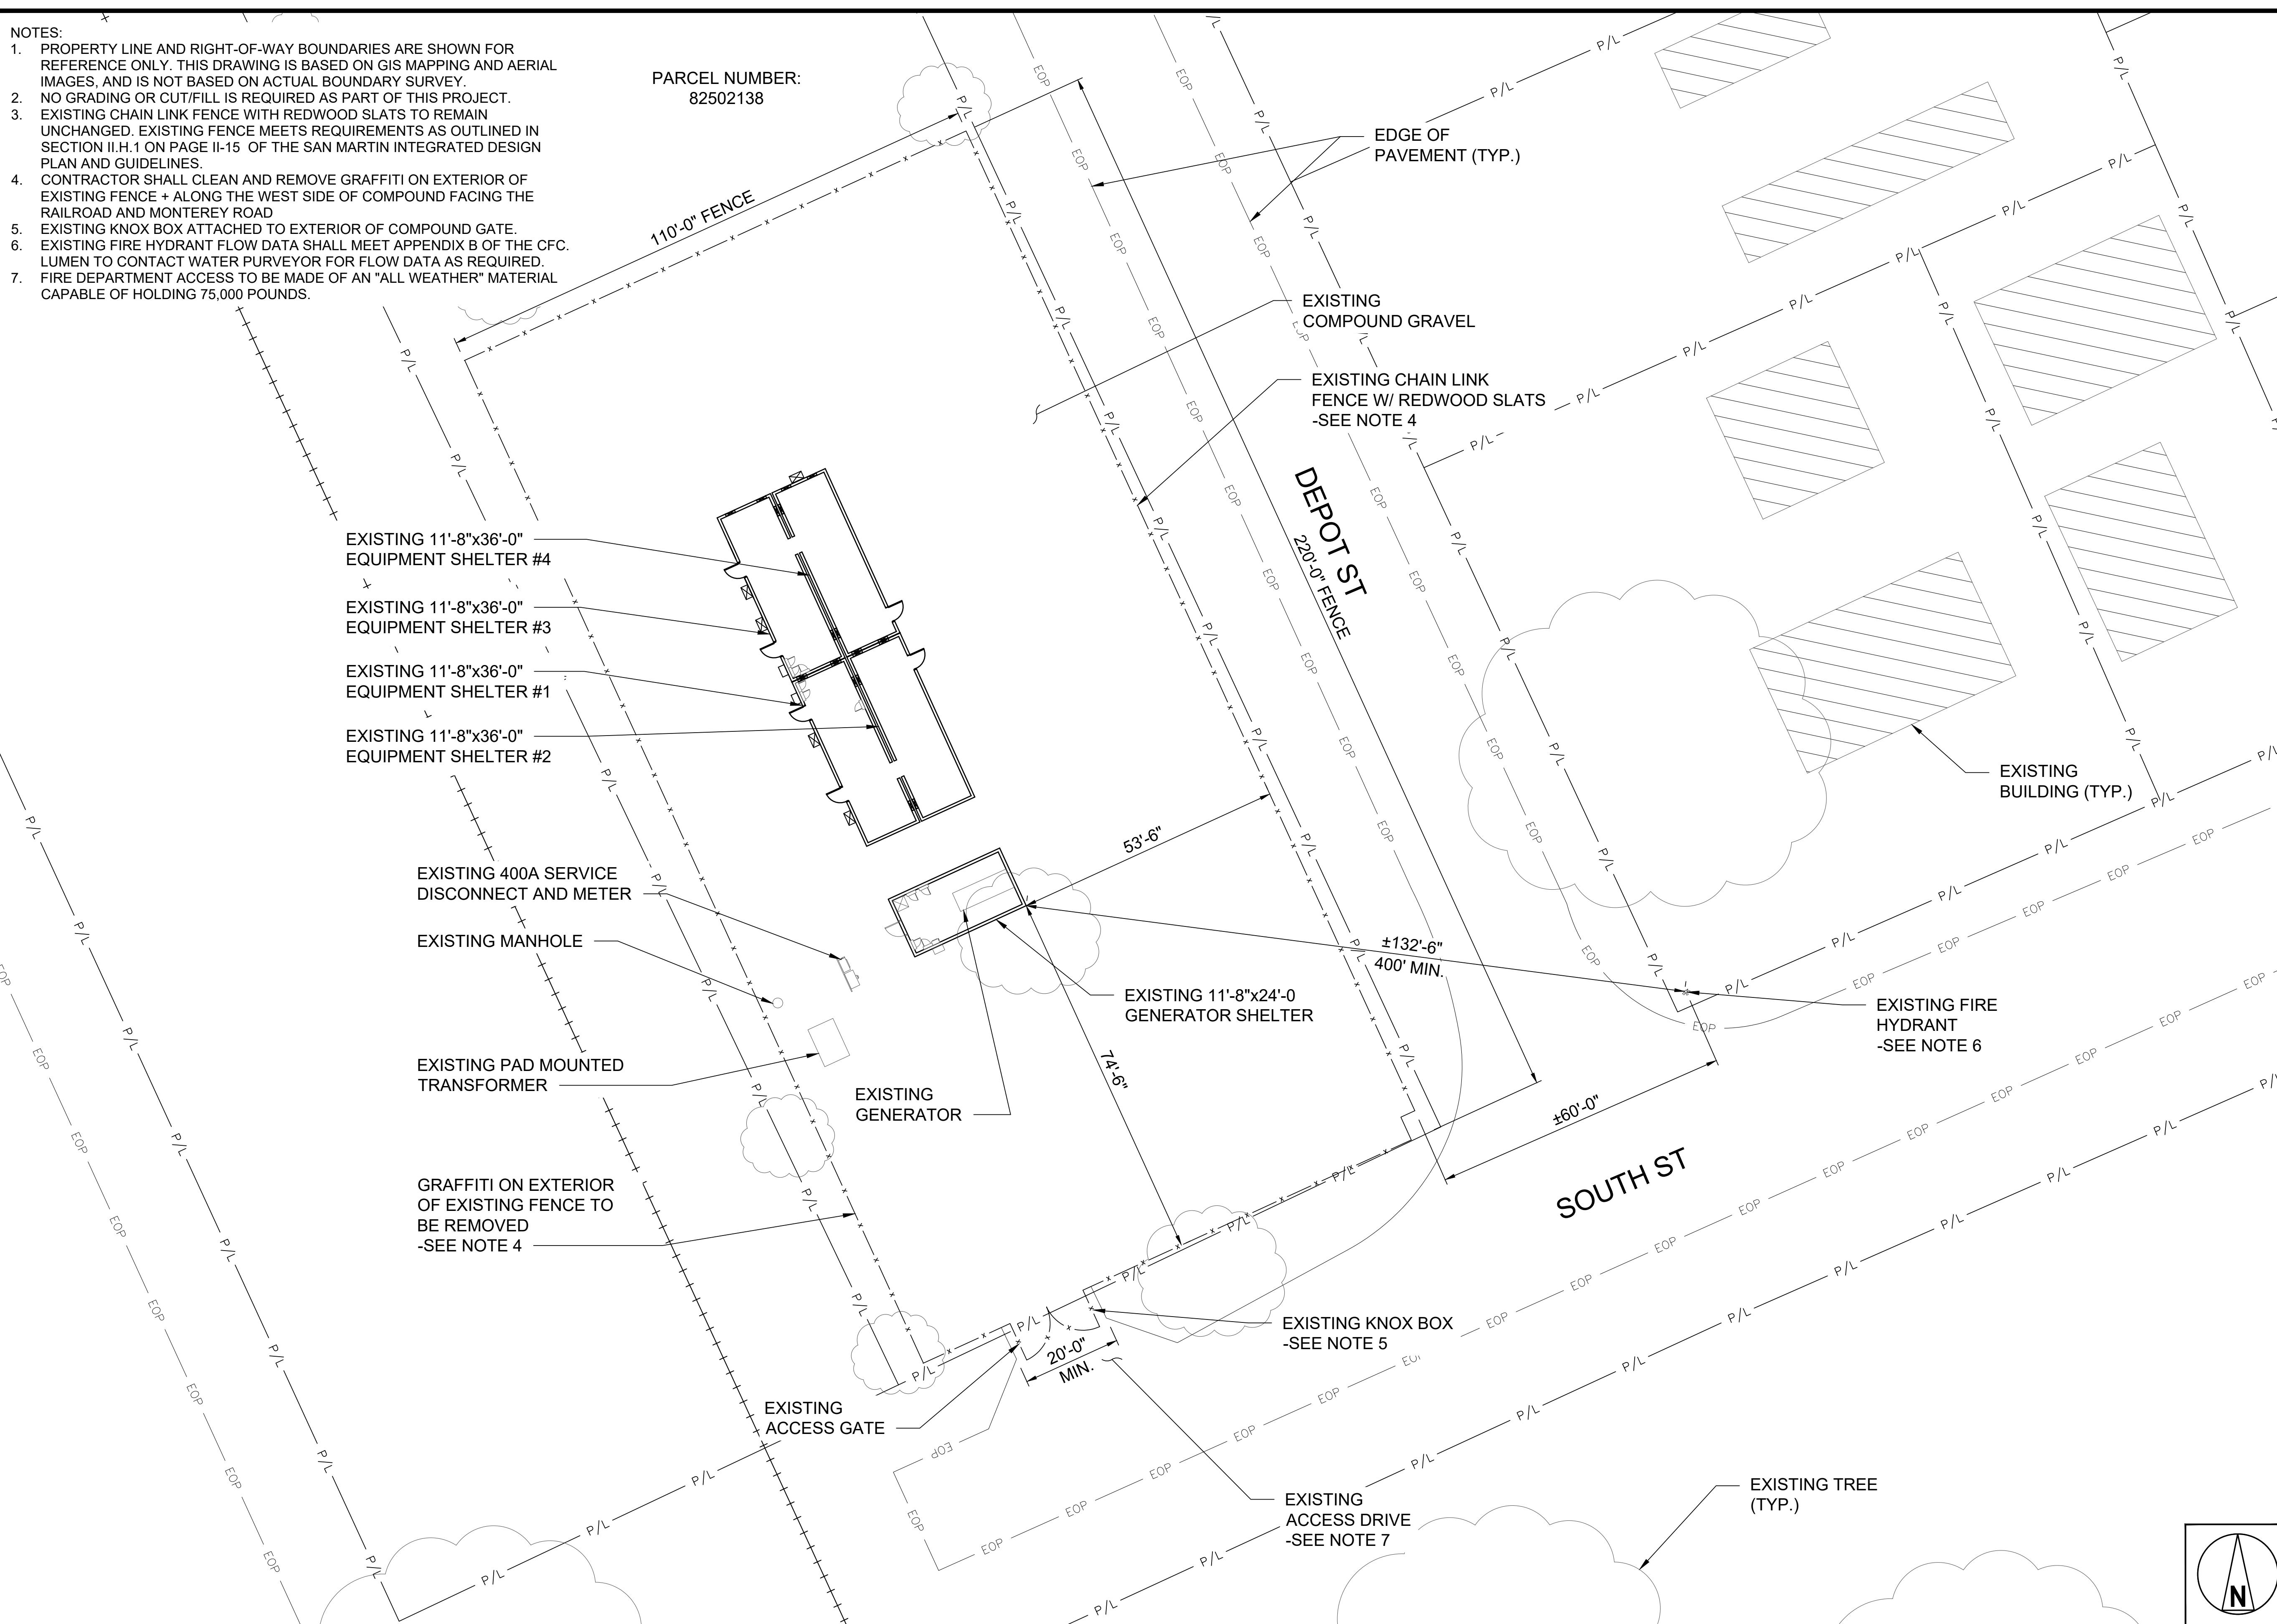 NOTES:
1. PROPERTY LINE AND RIGHT-OF-WAY BOUNDARIES ARE SHOWN FOR
REFERENCE ONLY. THIS DRAWING IS BASED ON GIS MAPPING AND AERIAL
IMAGES, AND IS NOT BASED ON ACTUAL BOUNDARY SURVEY.
2. NO GRADING OR CUT/FILL IS REQUIRED AS PART OF THIS PROJECT.
3. EXISTING CHAIN LINK FENCE WITH REDWOOD SLATS TO REMAIN
UNCHANGED. EXISTING FENCE MEETS REQUIREMENTS AS OUTLINED IN
SECTION II.H.1 ON PAGE II-15 OF THE SAN MARTIN INTEGRATED DESIGN
PLAN AND GUIDELINES.
4. CONTRACTOR SHALL CLEAN AND REMOVE GRAFFITI ON EXTERIOR OF
EXISTING FENCE + ALONG THE WEST SIDE OF COMPOUND FACING THE
RAILROAD AND MONTEREY ROAD
5. EXISTING KNOX BOX ATTACHED TO EXTERIOR OF COMPOUND GATE.
6. EXISTING FIRE HYDRANT FLOW DATA SHALL MEET APPENDIX B OF THE CFC.
LUMEN TO CONTACT WATER PURVEYOR FOR FLOW DATA AS REQUIRED.
7. FIRE DEPARTMENT ACCESS TO BE MADE OF AN "ALL WEATHER" MATERIAL
CAPABLE OF HOLDING 75,000 POUNDS.
PARCEL NUMBER:
82502138
EDGE OF
PAVEMENT (TYP.)
110'-0" FENCE
EXISTING
COMPOUND GRAVEL
EXISTING CHAIN LINK
FENCE W/ REDWOOD SLATS
-SEE NOTE 4
DEPOT ST
220'-0" FENCE
EXISTING 11'-8"x36'-0"
EQUIPMENT SHELTER #4
EXISTING 11'-8"x36'-0"
EQUIPMENT SHELTER #3
EXISTING 11'-8"x36'-0"
EQUIPMENT SHELTER #1
EXISTING 11'-8"x36'-0"
EQUIPMENT SHELTER #2
EXISTING
BUILDING (TYP.)
53'-6"
EXISTING 400A SERVICE
DISCONNECT AND METER
EXISTING MANHOLE
±132'-6"
400' MIN.
EXISTING 11'-8"x24'-0
GENERATOR SHELTER
EXISTING FIRE
HYDRANT
-SEE NOTE 6
EXISTING PAD MOUNTED
TRANSFORMER
74'-6"
EXISTING
GENERATOR
±60'-0"
GRAFFITI ON EXTERIOR
OF EXISTING FENCE TO
BE REMOVED
-SEE NOTE 4
SOUTH ST
EXISTING KNOX BOX
-SEE NOTE 5
20'-0"
MIN.
EXISTING
ACCESS GATE
EXISTING
ACCESS DRIVE
-SEE NOTE 7
EXISTING TREE
(TYP.)
N
P/L
EOP